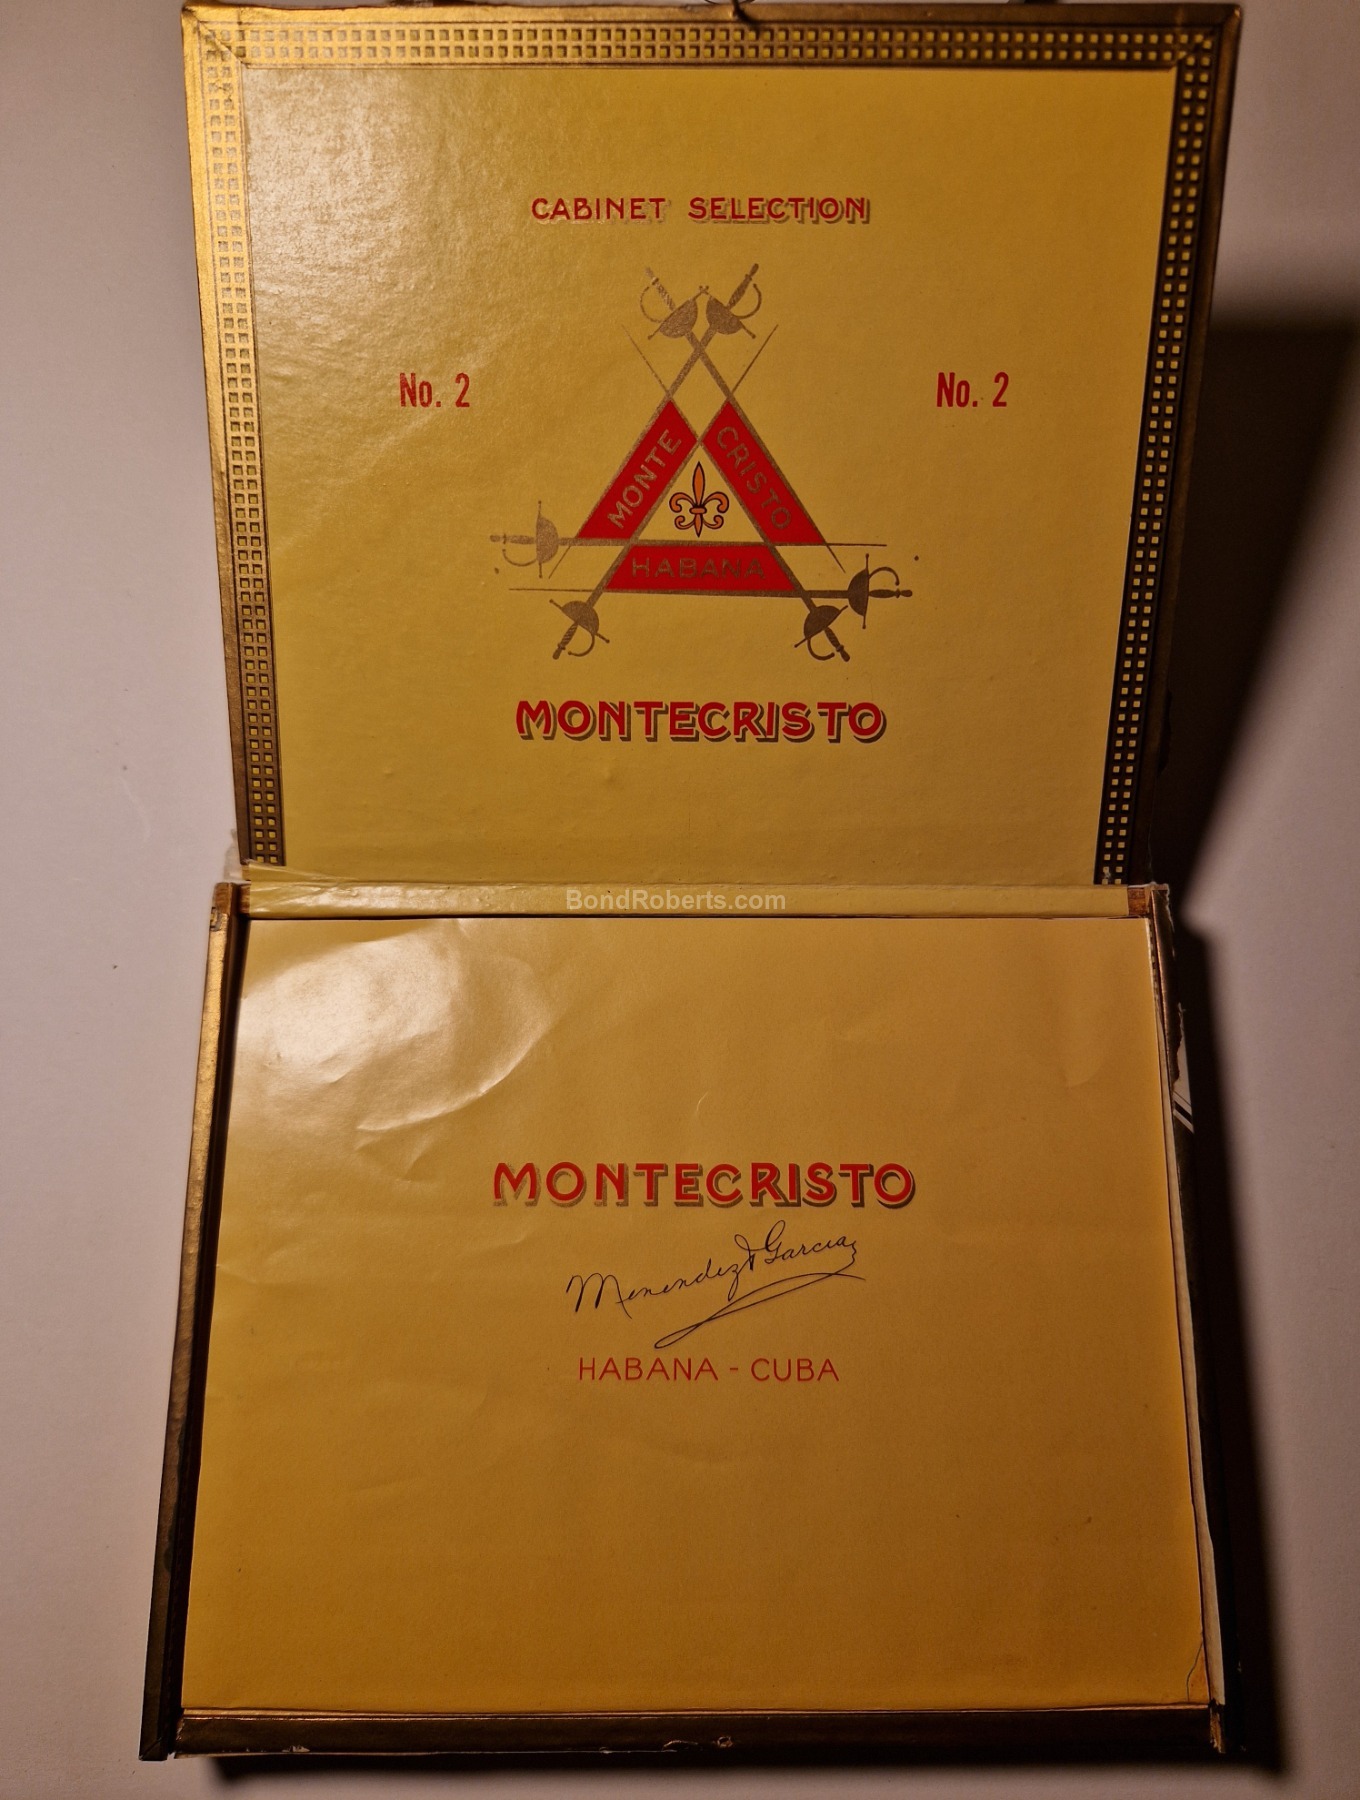 CABINET SELECTION
No. 2
No. 2
MONTE
CRISTO
HABANA
MONTECRISTO
BondRoberts.com
MONTECRISTO
Menendez & Garcia
HABANA - CUBA